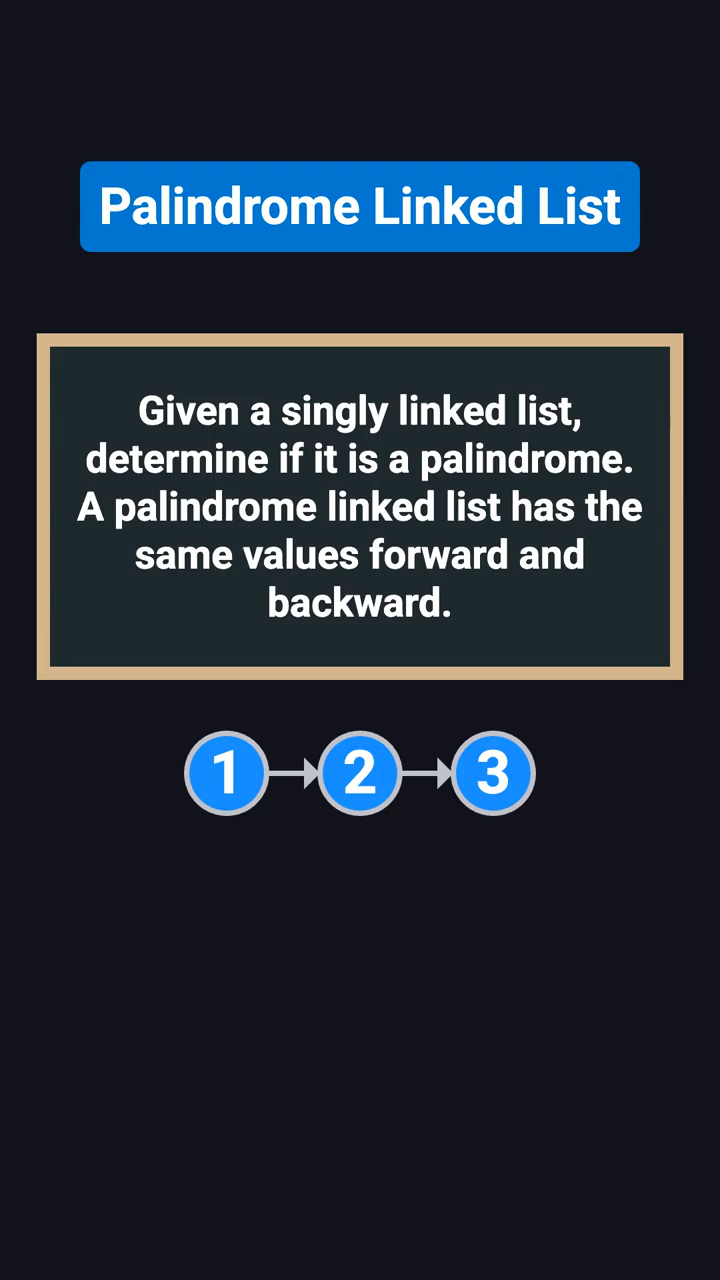 Palindrome Linked List
Given a singly linked list,
determine if it is a palindrome.
A palindrome linked list has the
same values forward and
backward.
1 2 3